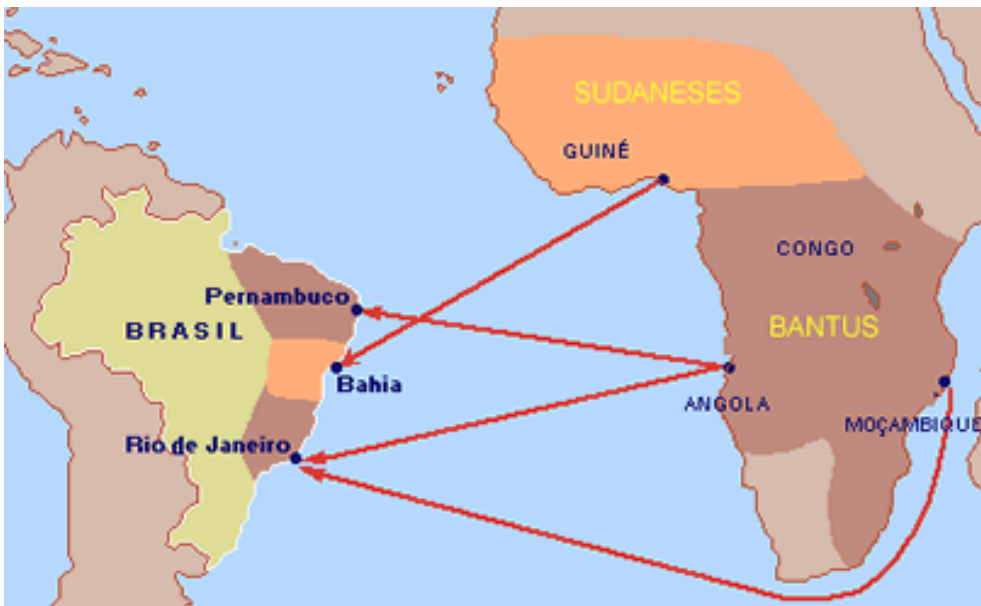 SUDANESES
GUINÉ
CONGO
Pernambuco
BRASIL
BANTUS
Bahia
ANGOLA
MOÇAMBIQUE
Rio de Janeiro